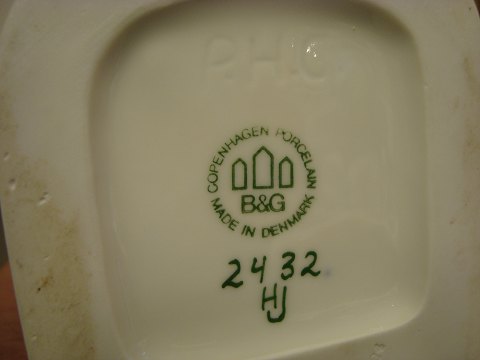 P.H.C
COPENHAGEN PORCELAIN
B&G
MADE IN DENMARK
2432
HJ